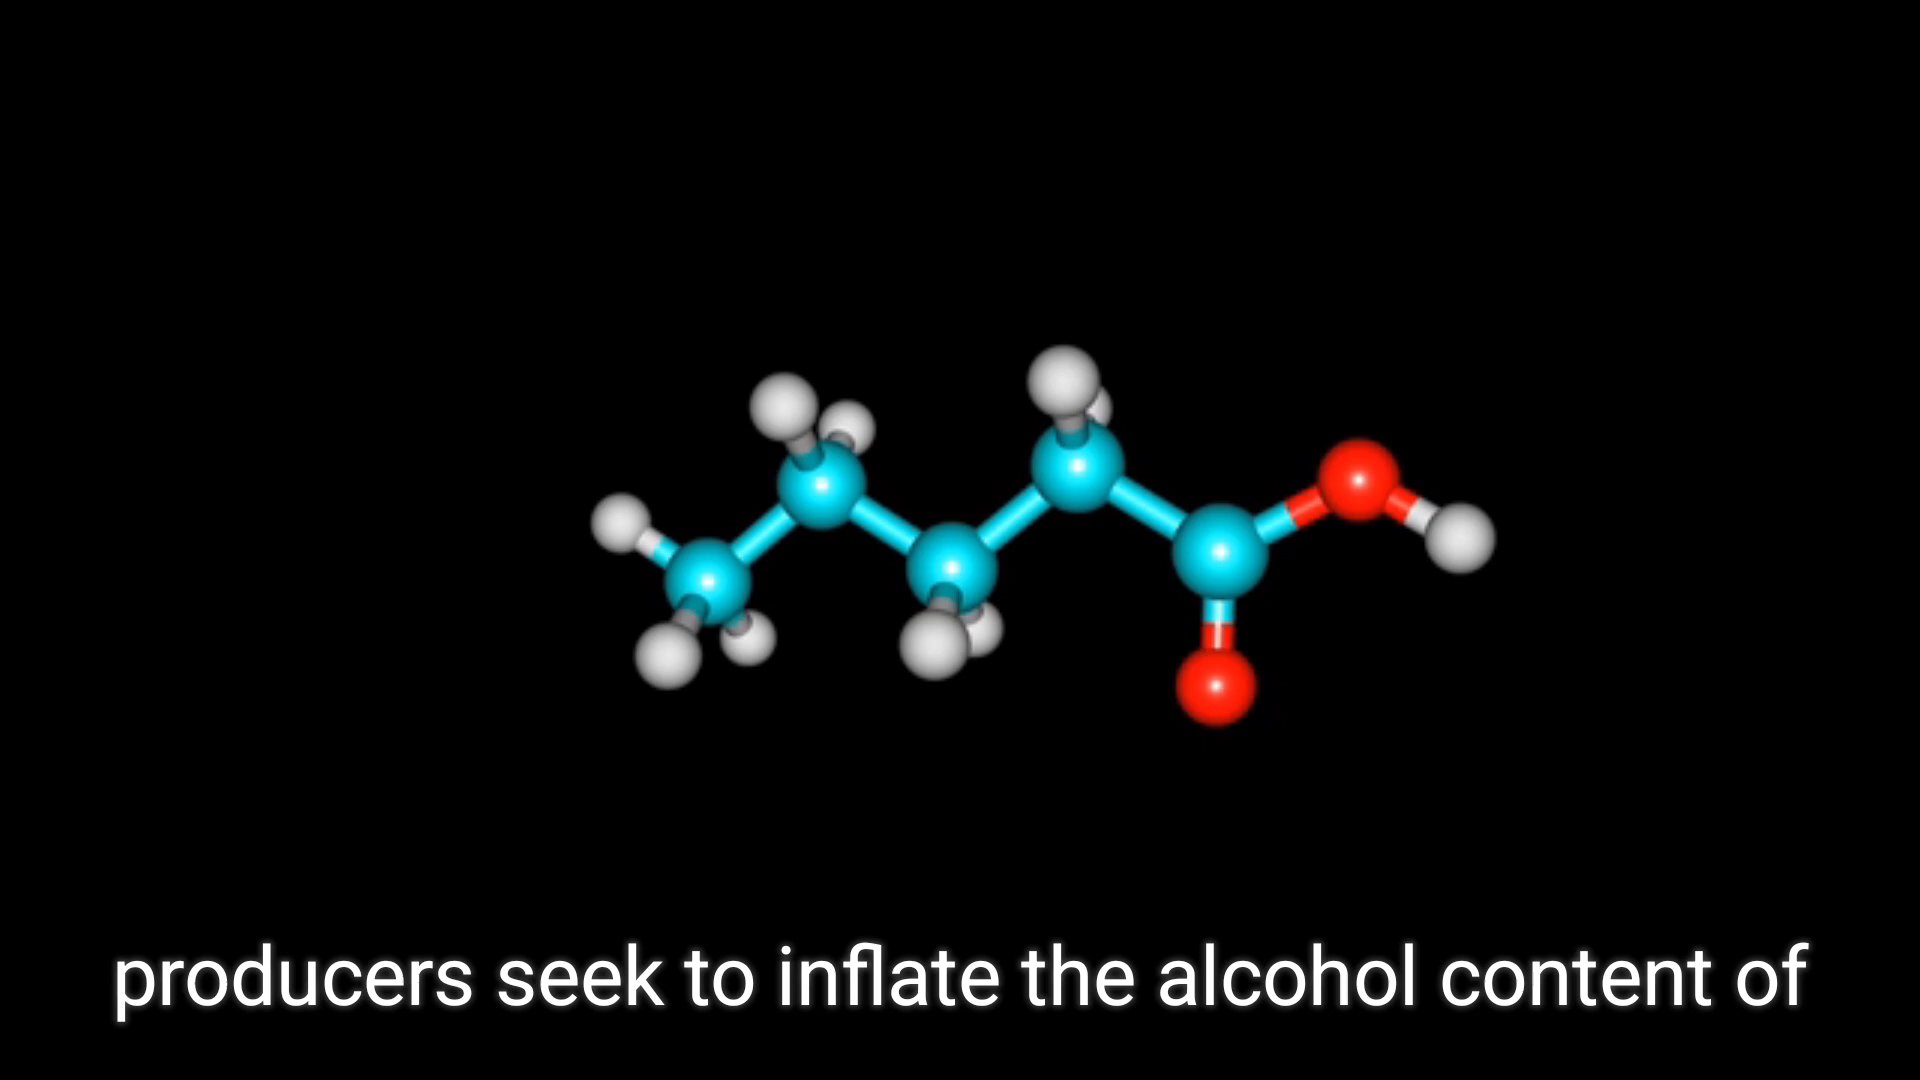 producers seek to inflate the alcohol content of